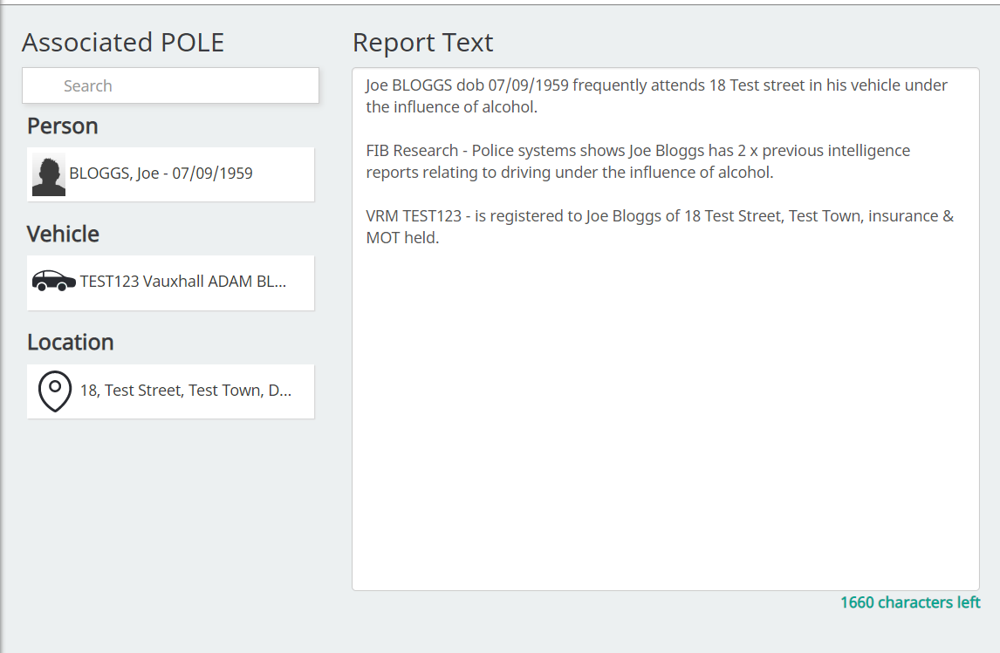 Associated POLE
Search
Person
BLOGGS, Joe - 07/09/1959
Vehicle
TEST123 Vauxhall ADAM BL...
Location
18, Test Street, Test Town, D...
Report Text
Joe BLOGGS dob 07/09/1959 frequently attends 18 Test street in his vehicle under
the influence of alcohol.
FIB Research - Police systems shows Joe Bloggs has 2 x previous intelligence
reports relating to driving under the influence of alcohol.
VRM TEST123 - is registered to Joe Bloggs of 18 Test Street, Test Town, insurance &
MOT held.
1660 characters left